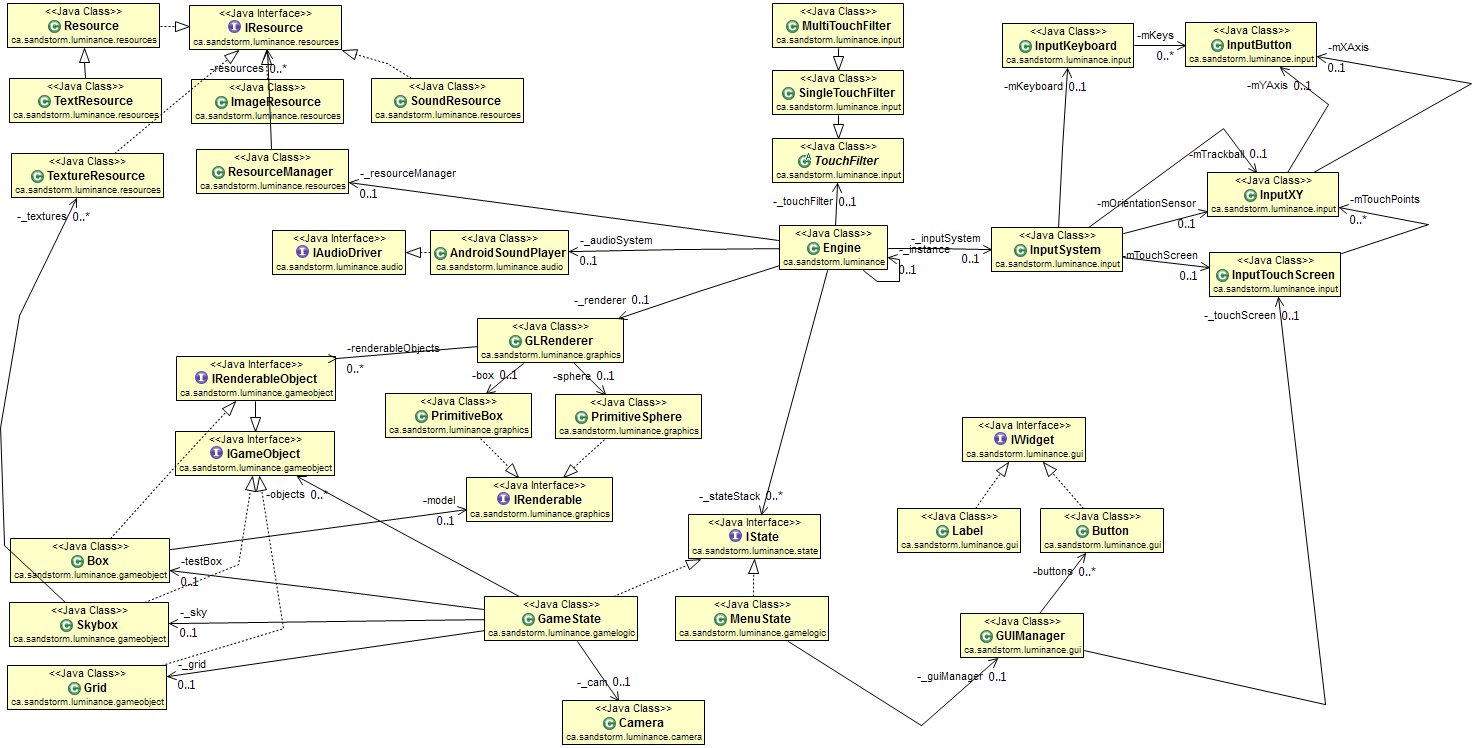 <<Java Class>>
Resource
ca.sandstorm.luminance.resources
<<Java Interface>>
IResource
ca.sandstorm.luminance.resources
-resources 0..*
<<Java Class>>
TextResource
ca.sandstorm.luminance.resources
<<Java Class>>
ImageResource
ca.sandstorm.luminance.resources
<<Java Class>>
SoundResource
ca.sandstorm.luminance.resources
<<Java Class>>
TextureResource
ca.sandstorm.luminance.resources
<<Java Class>>
ResourceManager
ca.sandstorm.luminance.resources
-_resourceManager
0..1
-_textures 0..*
<<Java Class>>
MultiTouchFilter
ca.sandstorm.luminance.input
<<Java Class>>
SingleTouchFilter
ca.sandstorm.luminance.input
<<Java Class>>
TouchFilter
ca.sandstorm.luminance.input
-_touchFilter 0..1
<<Java Class>>
InputKeyboard
ca.sandstorm.luminance.input
-mKeys
0..*
<<Java Class>>
InputButton
ca.sandstorm.luminance.input
-mXAxis
0..1
-mYAxis 0..1
-mKeyboard 0..1
-mTrackball 0..1
<<Java Class>>
InputXY
ca.sandstorm.luminance.input
-mOrientationSensor
0..1
-mTouchPoints
0..*
<<Java Interface>>
IAudioDriver
ca.sandstorm.luminance.audio
<<Java Class>>
AndroidSoundPlayer
ca.sandstorm.luminance.audio
-_audioSystem
0..1
<<Java Class>>
Engine
ca.sandstorm.luminance
-_inputSystem
0..1
-_instance
0..1
<<Java Class>>
InputSystem
ca.sandstorm.luminance.input
-mTouchScreen
0..1
<<Java Class>>
InputTouchScreen
ca.sandstorm.luminance.input
-_touchScreen 0..1
-_renderer 0..1
<<Java Class>>
GLRenderer
ca.sandstorm.luminance.graphics
-renderableObjects
0..*
-box 0..1
-sphere 0..1
<<Java Interface>>
IRenderableObject
ca.sandstorm.luminance.gameobject
<<Java Class>>
PrimitiveBox
ca.sandstorm.luminance.graphics
<<Java Class>>
PrimitiveSphere
ca.sandstorm.luminance.graphics
<<Java Interface>>
IGameObject
ca.sandstorm.luminance.gameobject
-objects 0..*
<<Java Interface>>
IRenderable
ca.sandstorm.luminance.graphics
-model
0..1
-_stateStack 0..*
<<Java Interface>>
IState
ca.sandstorm.luminance.state
<<Java Interface>>
IWidget
ca.sandstorm.luminance.gui
<<Java Class>>
Label
ca.sandstorm.luminance.gui
<<Java Class>>
Button
ca.sandstorm.luminance.gui
-buttons 0..*
<<Java Class>>
Box
ca.sandstorm.luminance.gameobject
-testBox
0..1
<<Java Class>>
Skybox
ca.sandstorm.luminance.gameobject
-_sky
0..1
<<Java Class>>
GameState
ca.sandstorm.luminance.gamelogic
<<Java Class>>
MenuState
ca.sandstorm.luminance.gamelogic
<<Java Class>>
GUIManager
ca.sandstorm.luminance.gui
-_guiManager 0..1
<<Java Class>>
Grid
ca.sandstorm.luminance.gameobject
-_grid
0..1
-_cam 0..1
<<Java Class>>
Camera
ca.sandstorm.luminance.camera